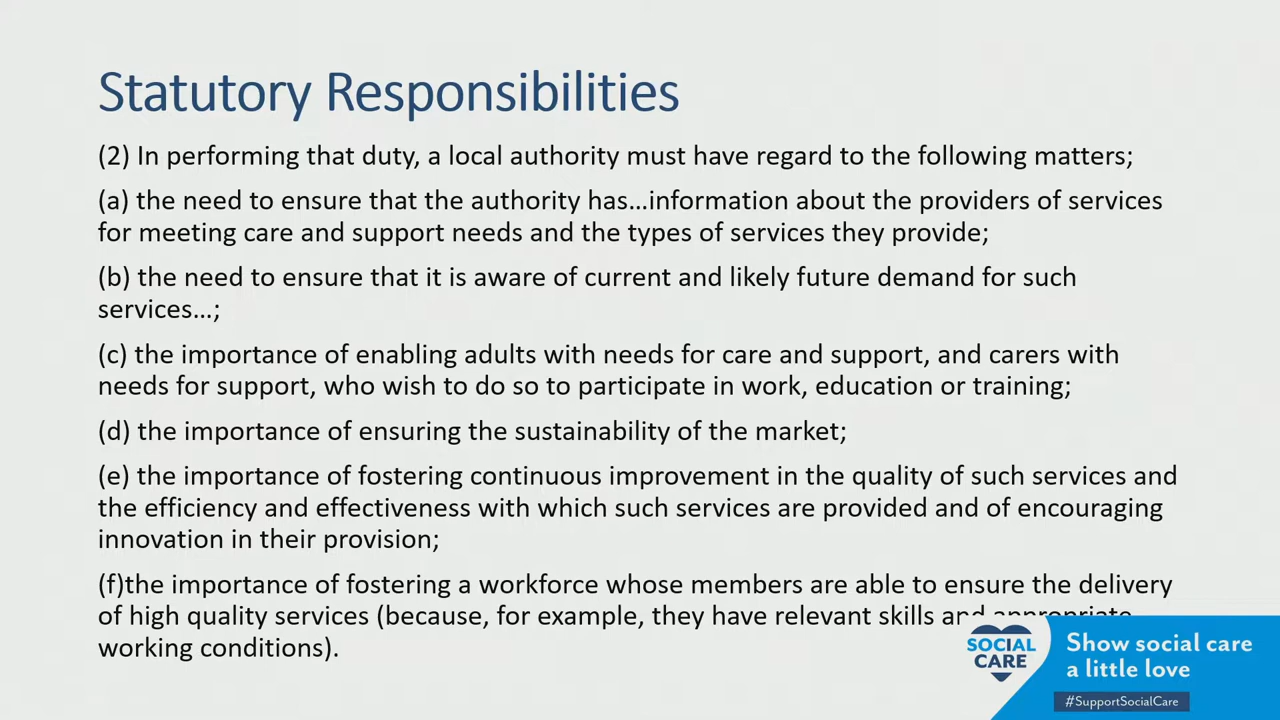 Statutory Responsibilities
(2) In performing that duty, a local authority must have regard to the following matters;
(a) the need to ensure that the authority has...information about the providers of services
for meeting care and support needs and the types of services they provide;
(b) the need to ensure that it is aware of current and likely future demand for such
services...;
(c) the importance of enabling adults with needs for care and support, and carers with
needs for support, who wish to do so to participate in work, education or training;
(d) the importance of ensuring the sustainability of the market;
(e) the importance of fostering continuous improvement in the quality of such services and
the efficiency and effectiveness with which such services are provided and of encouraging
innovation in their provision;
(f)the importance of fostering a workforce whose members are able to ensure the delivery
of high quality services (because, for example, they have relevant skills and appropriate
working conditions).
SOCIAL
CARE
Show social care
a little love
#SupportSocialCare